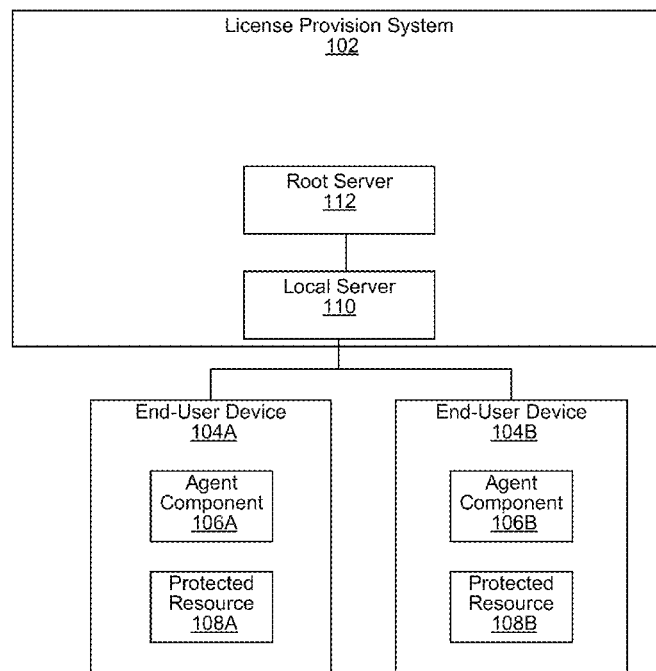 License Provision System
102
Root Server
112
Local Server
110
End-User Device
104A
Agent
Component
106A
Protected
Resource
108A
End-User Device
104B
Agent
Component
106B
Protected
Resource
108B